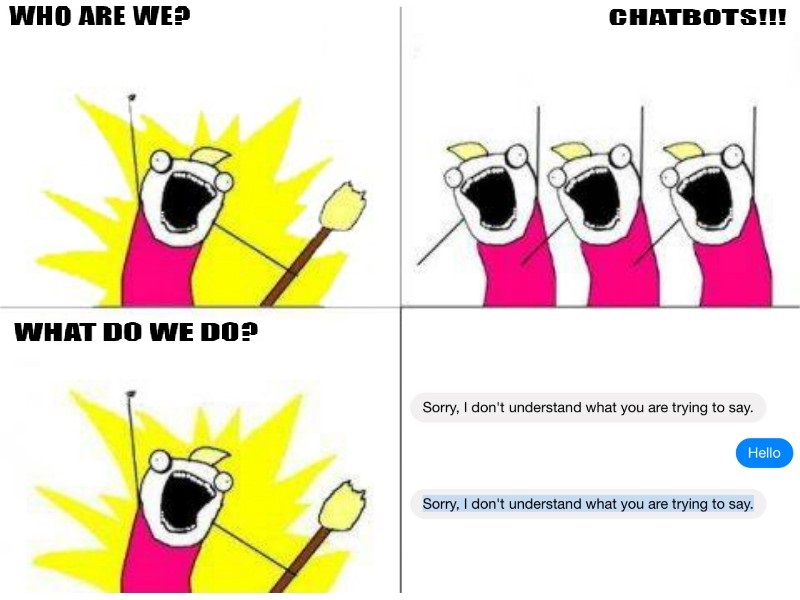 WHO ARE WE?
CHATBOTS!!!
WHAT DO WE DO?
Sorry, I don't understand what you are trying to say.
Hello
Sorry, I don't understand what you are trying to say.